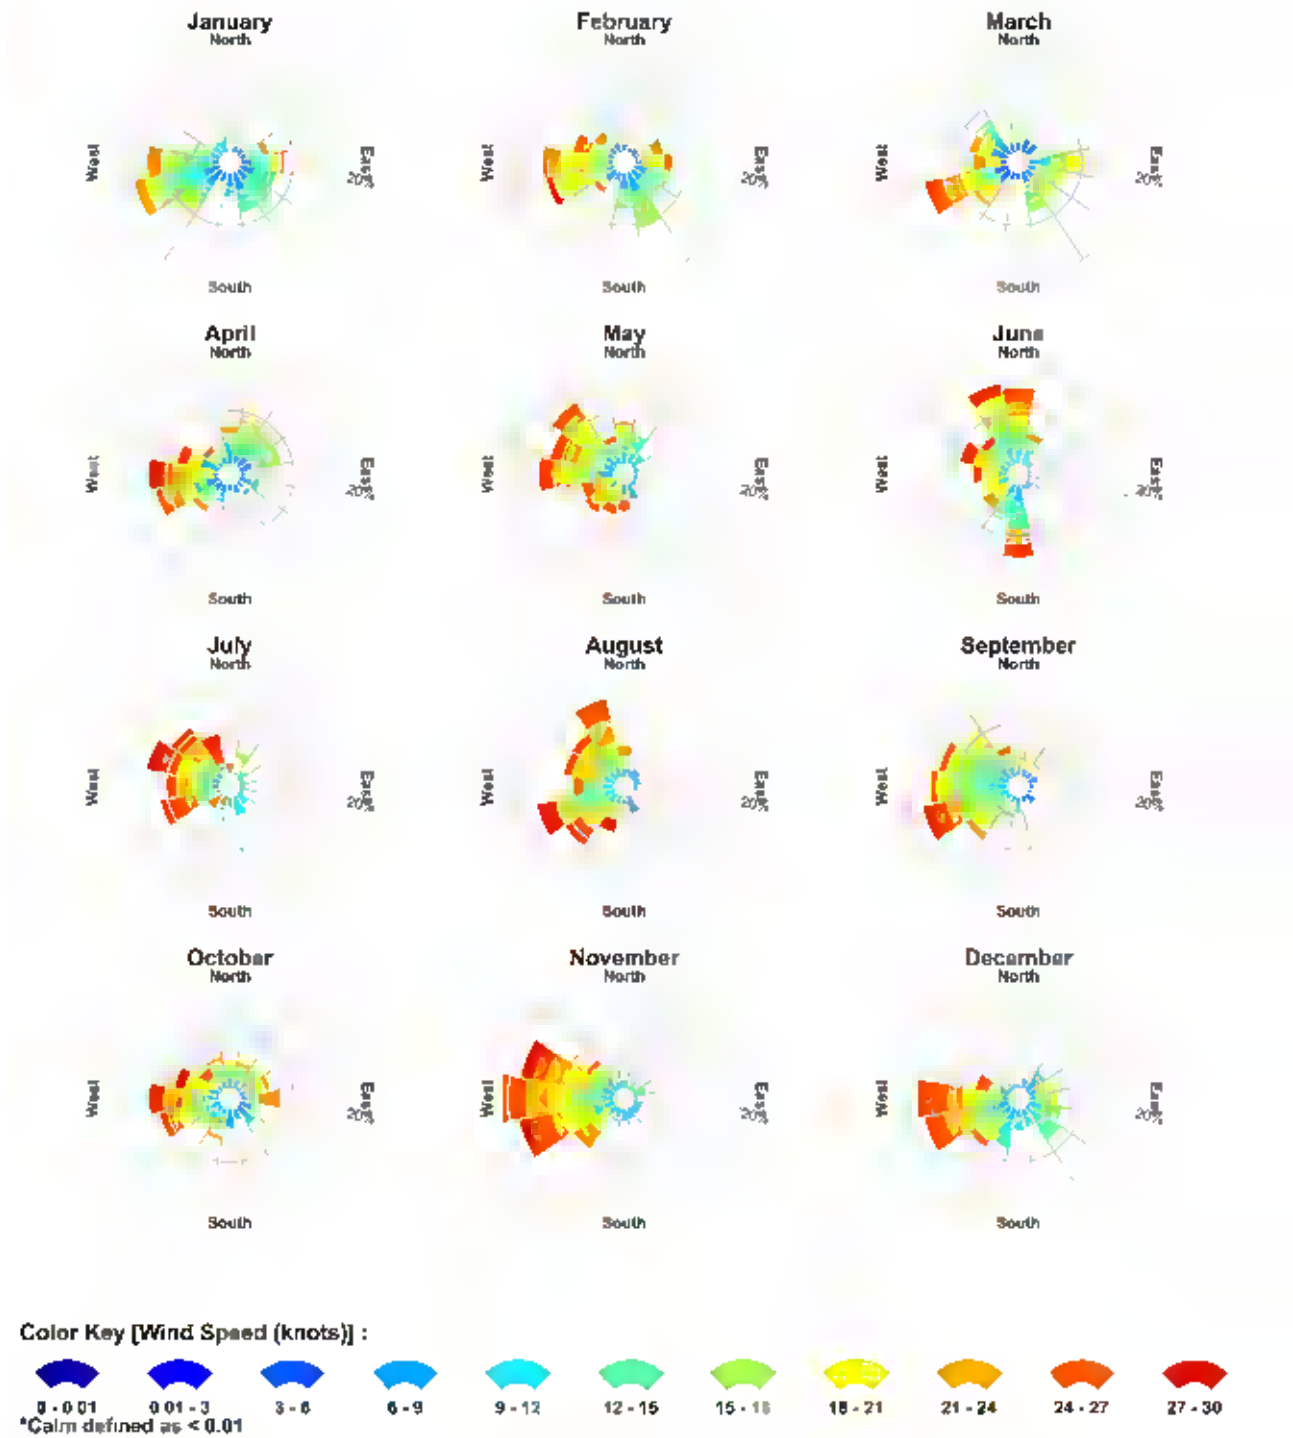 January February March
North North North
West East 20% West East 20% West East 20%
South South South
April May June
North North North
West East 20% West East 20% West East 20%
South South South
July August September
North North North
West East 20% West East 20% West East 20%
South South South
October November December
North North North
West East 20% West East 20% West East 20%
South South South
Color Key [Wind Speed (knots)] :
0 - 0.01 0.01 - 3 3 - 6 6 - 9 9 - 12 12 - 15 15 - 18 18 - 21 21 - 24 24 - 27 27 - 30
*Calm defined as < 0.01